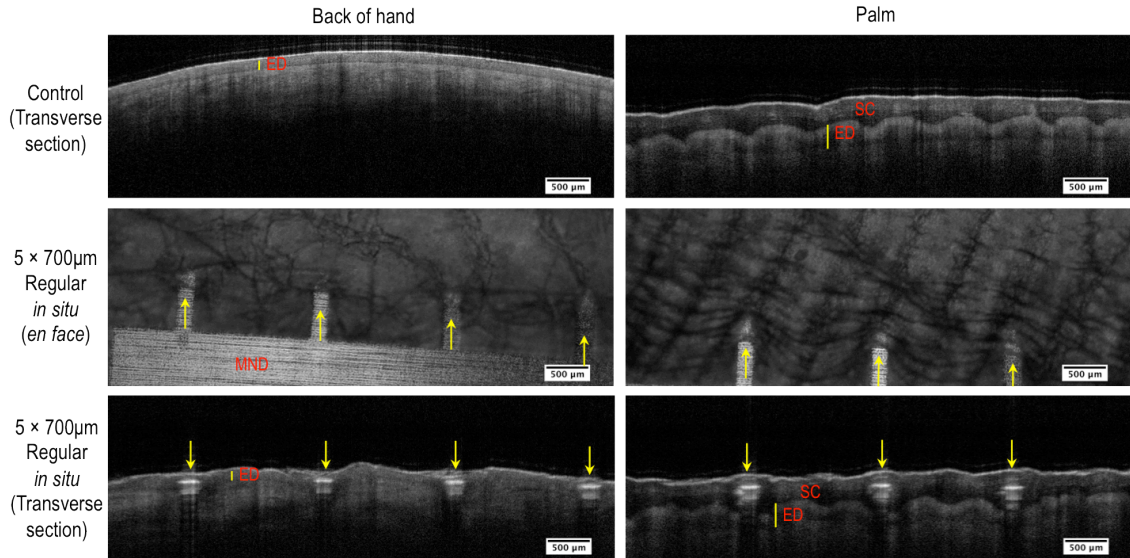 Back of hand
Palm
Control
(Transverse
section)
ED
500 µm
SC
ED
500 µm
5 × 700µm
Regular
in situ
(en face)
MND
500 µm
500 µm
5 × 700µm
Regular
in situ
(Transverse
section)
ED
500 µm
SC
ED
500 µm